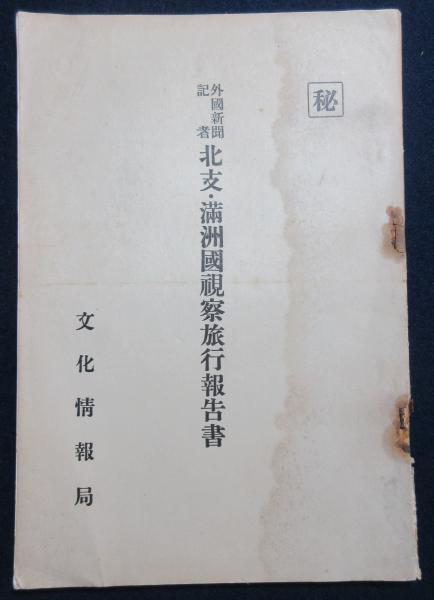 秘
外國新聞
記者
北支・滿洲國視察旅行報告書
文化情報局